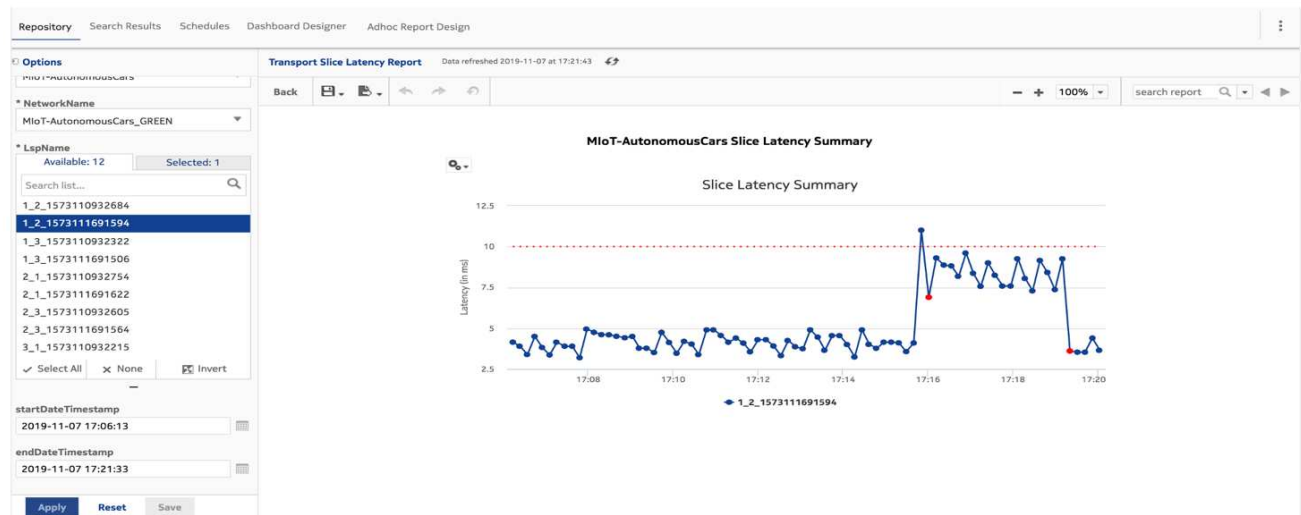 Repository Search Results Schedules Dashboard Designer Adhoc Report Design
Options
Transport Slice Latency Report Data refreshed 2019-11-07 at 17:21:43
MIoT-AutonomousCars
Back
100%
search report
* NetworkName
MIoT-AutonomousCars_GREEN
* LspName
Available: 12 Selected: 1
Search list...
1_2_1573110932684
1_2_1573111691594
1_3_1573110932322
1_3_1573111691506
2_1_1573110932754
2_1_1573111691622
2_3_1573110932605
2_3_1573111691564
3_1_1573110932215
Select All None Invert
startDateTimestamp
2019-11-07 17:06:13
endDateTimestamp
2019-11-07 17:21:33
Apply Reset Save
MIoT-AutonomousCars Slice Latency Summary
Slice Latency Summary
Latency (in ms)
12.5
10
7.5
5
2.5
17:08 17:10 17:12 17:14 17:16 17:18 17:20
1_2_1573111691594